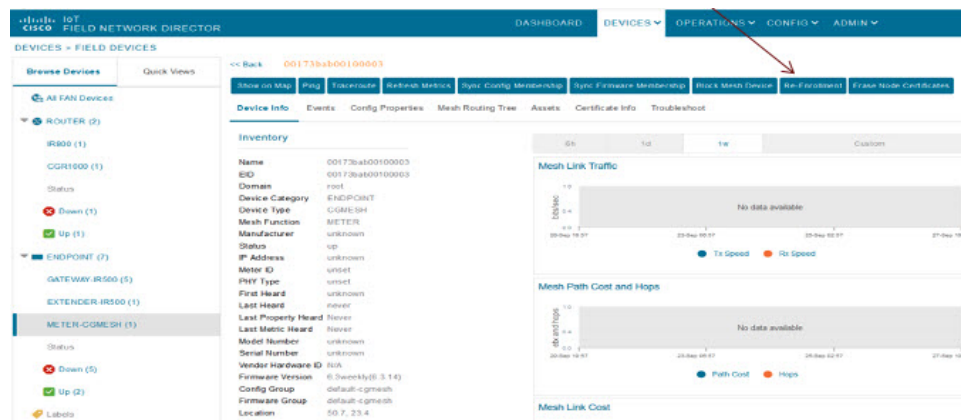 cisco IoT FIELD NETWORK DIRECTOR
DASHBOARD DEVICES OPERATIONS CONFIG ADMIN
DEVICES > FIELD DEVICES
Browse Devices Quick Views
<< Back 00173bab00100003
Show on Map Ping Traceroute Refresh Metrics Sync Config Membership Sync Firmware Membership Block Mesh Device Re-Enrollment Erase Node Certificates
Device Info Events Config Properties Mesh Routing Tree Assets Certificate Info Troubleshoot
All FAN Devices
ROUTER (2)
IR800 (1)
CGR1000 (1)
Status
Down (1)
Up (1)
ENDPOINT (7)
GATEWAY-IR500 (5)
EXTENDER-IR500 (1)
METER-CGMESH (1)
Status
Down (5)
Up (2)
Labels
Inventory
Name 00173bab00100003
EID 00173bab00100003
Domain root
Device Category ENDPOINT
Device Type CGMESH
Mesh Function METER
Manufacturer unknown
Status up
IP Address unknown
Meter ID unset
PHY Type unset
First Heard unknown
Last Heard never
Last Property Heard Never
Last Metric Heard Never
Model Number unknown
Serial Number unknown
Vendor Hardware ID N/A
Firmware Version 6.3weekly(6.3.14)
Config Group default-cgmesh
Firmware Group default-cgmesh
Location 50.7, 23.4
6h 1d 1w Custom
Mesh Link Traffic
bits/sec
No data available
Tx Speed Rx Speed
Mesh Path Cost and Hops
No data available
Path Cost Hops
Mesh Link Cost